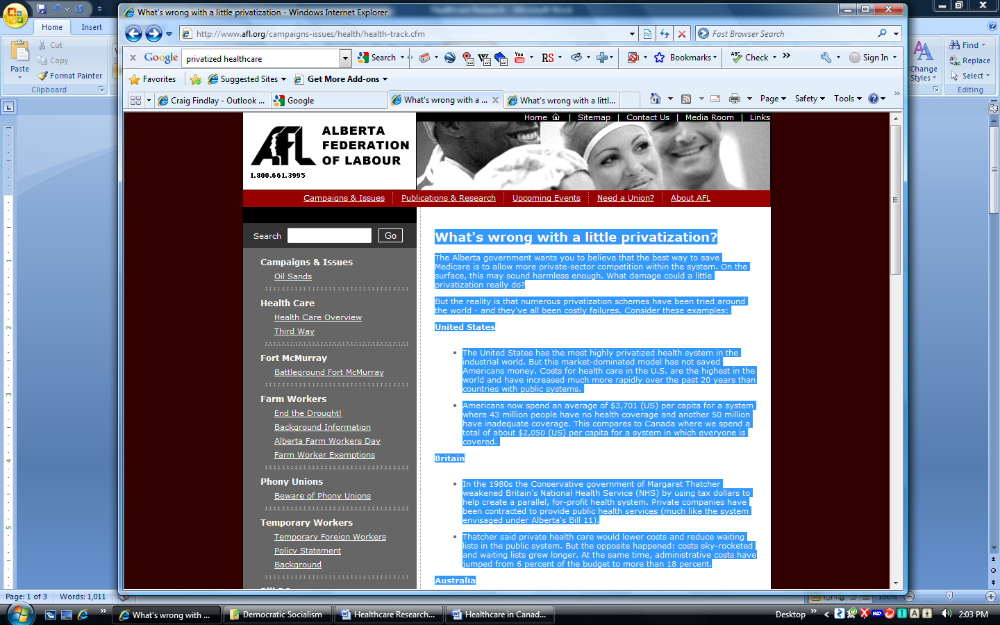 What's wrong with a little privatization - Windows Internet Explorer
Home
Insert
Cut
Copy
Paste
Format Painter
Clipboard
Find
Replace
Select
Change
Styles
Editing
http://www.afl.org/campaigns-issues/health/health-track.cfm
Fast Browser Search
Google
privatized healthcare
Search
RS
Bookmarks
Check
Sign In
Favorites
Suggested Sites
Get More Add-ons
Craig Findlay - Outlook ...
Google
What's wrong with a ...
What's wrong with a littl...
Page
Safety
Tools
Home | Sitemap | Contact Us | Media Room | Links
AFL
ALBERTA
FEDERATION
OF LABOUR
1.800.661.3995
Campaigns & Issues
Publications & Research
Upcoming Events
Need a Union?
About AFL
Search
Go
Campaigns & Issues
Oil Sands
Health Care
Health Care Overview
Third Way
Fort McMurray
Battleground Fort McMurray
Farm Workers
End the Drought!
Background Information
Alberta Farm Workers Day
Farm Worker Exemptions
Phony Unions
Beware of Phony Unions
Temporary Workers
Temporary Foreign Workers
Policy Statement
Background
What's wrong with a little privatization?
The Alberta government wants you to believe that the best way to save
Medicare is to allow more private-sector competition within the system. On the
surface, this may sound harmless enough. What damage could a little
privatization really do?
But the reality is that numerous privatization schemes have been tried around
the world - and they've all been costly failures. Consider these examples:
United States
• The United States has the most highly privatized health system in the
industrial world. But this market-dominated model has not saved
Americans money. Costs for health care in the U.S. are the highest in the
world and have increased much more rapidly over the past 20 years than
countries with public systems.
• Americans now spend an average of $3,701 (US) per capita for a system
where 43 million people have no health coverage and another 50 million
have inadequate coverage. This compares to Canada where we spend a
total of about $2,050 (US) per capita for a system in which everyone is
covered.
Britain
• In the 1980s the Conservative government of Margaret Thatcher
weakened Britain's National Health Service (NHS) by using tax dollars to
help create a parallel, for-profit health system. Private companies have
been contracted to provide public health services (much like the system
envisaged under Alberta's Bill 11).
• Thatcher said private health care would lower costs and reduce waiting
lists in the public system. But the opposite happened: costs sky-rocketed
and waiting lists grew longer. At the same time, administrative costs have
jumped from 6 percent of the budget to more than 18 percent.
Australia
Page: 1 of 3
Words: 1,011
100%
What's wrong with ...
Democratic Socialism
Healthcare Research...
Healthcare in Canad...
Desktop
2:03 PM